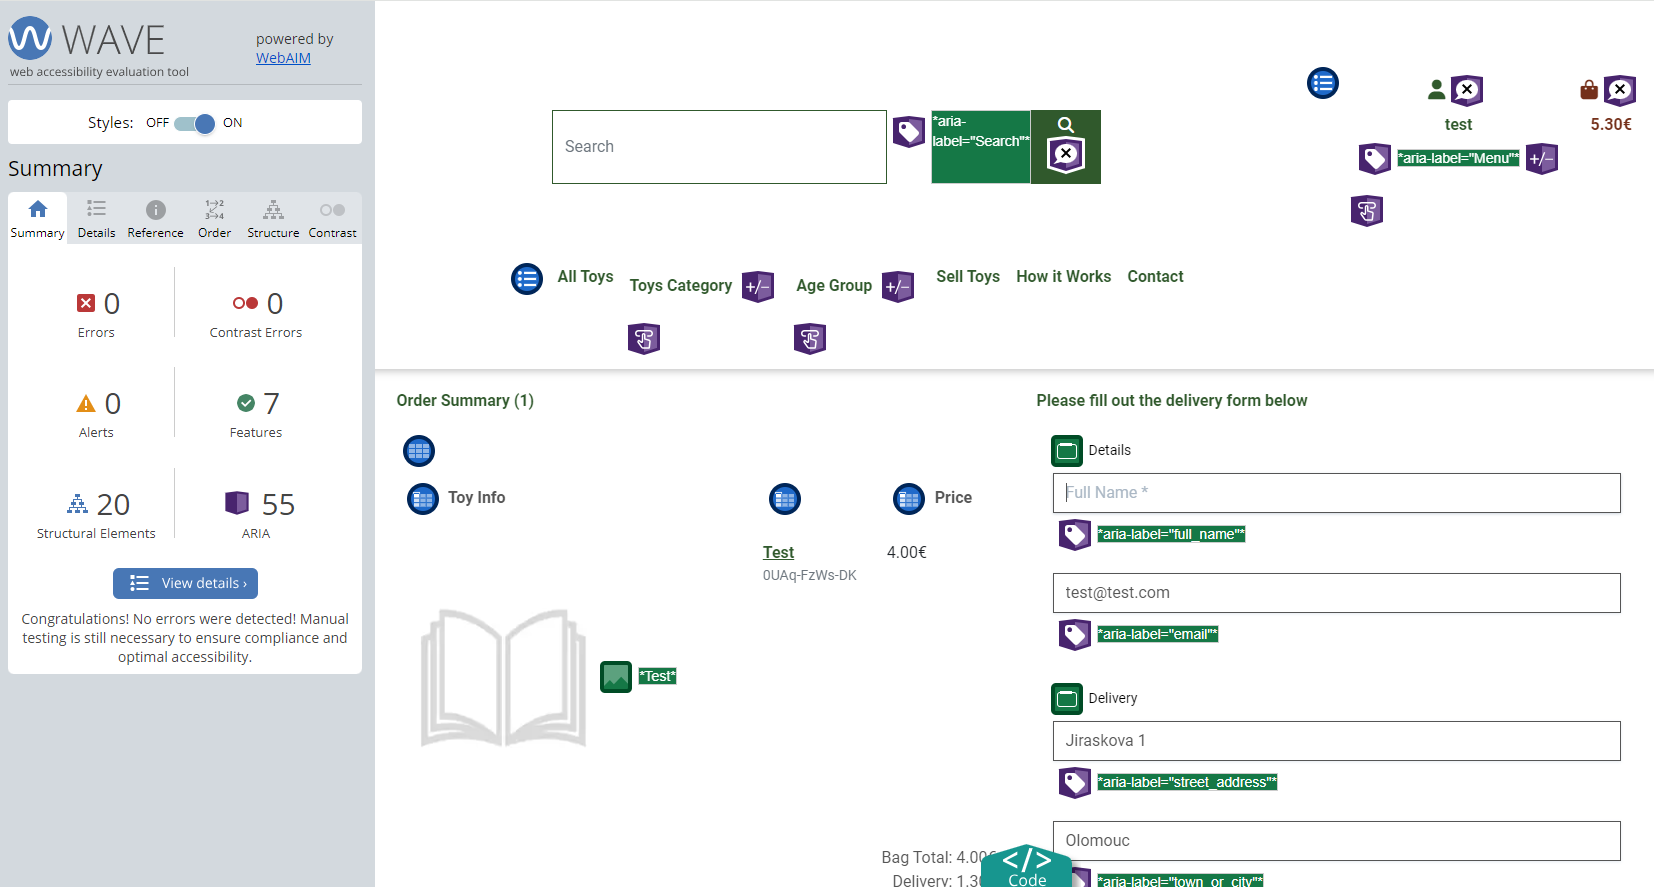 WAVE
powered by
WebAIM
web accessibility evaluation tool
Styles: OFF ON
Summary
Summary Details Reference Order Structure Contrast
0
Errors
0
Contrast Errors
0
Alerts
7
Features
20
Structural Elements
55
ARIA
View details ›
Congratulations! No errors were detected! Manual
testing is still necessary to ensure compliance and
optimal accessibility.
Search
*aria-
label="Search"*
test
5.30€
*aria-label="Menu"*
+/−
All Toys
Toys Category
+/−
Age Group
+/−
Sell Toys
How it Works
Contact
Order Summary (1)
Toy Info
Price
Test
0UAq-FzWs-DK
4.00€
*Test*
Bag Total: 4.00€
Delivery: 1.30
</>
Code
Please fill out the delivery form below
Details
Full Name *
*aria-label="full_name"*
test@test.com
*aria-label="email"*
Delivery
Jiraskova 1
*aria-label="street_address"*
Olomouc
*aria-label="town_or_city"*